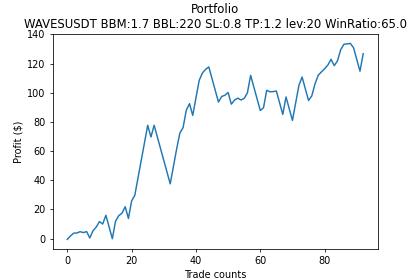 Portfolio
WAVESUSDT BBM:1.7 BBL:220 SL:0.8 TP:1.2 lev:20 WinRatio:65.0
140
120
100
80
60
40
20
0
Profit ($)
0 20 40 60 80
Trade counts